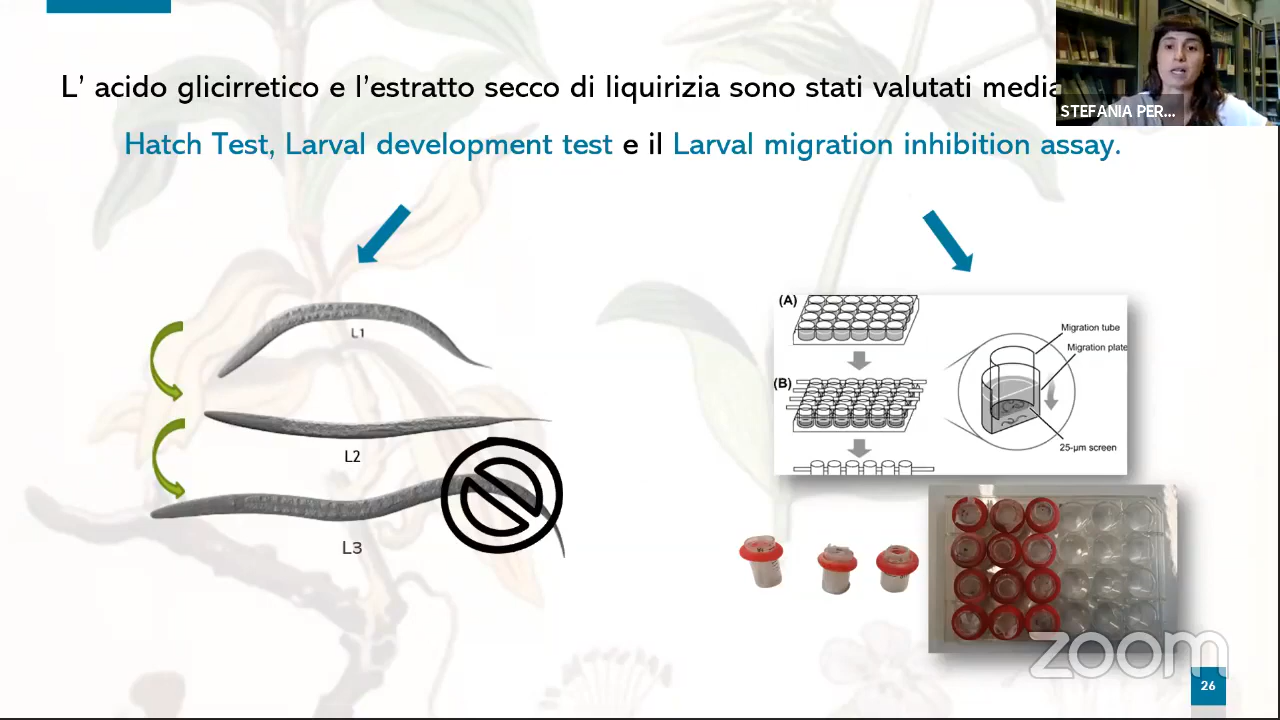 L' acido glicirretico e l'estratto secco di liquirizia sono stati valutati
STEFANIA PER...
Hatch Test, Larval development test e il Larval migration inhibition assay.
(A)
Migration tube
L1
Migration plate
(B)
25-µm screen
L2
L3
zoom
26